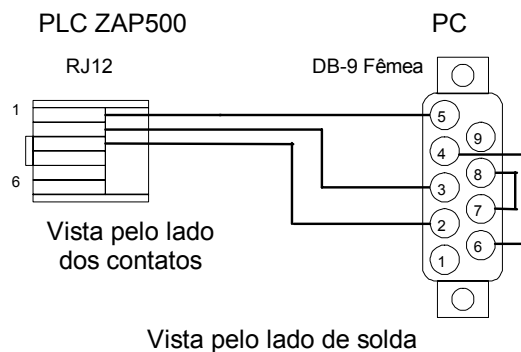 PLC ZAP500
PC
RJ12
DB-9 Fêmea
1
6
5
9
4
8
3
7
2
6
1
Vista pelo lado
dos contatos
Vista pelo lado de solda